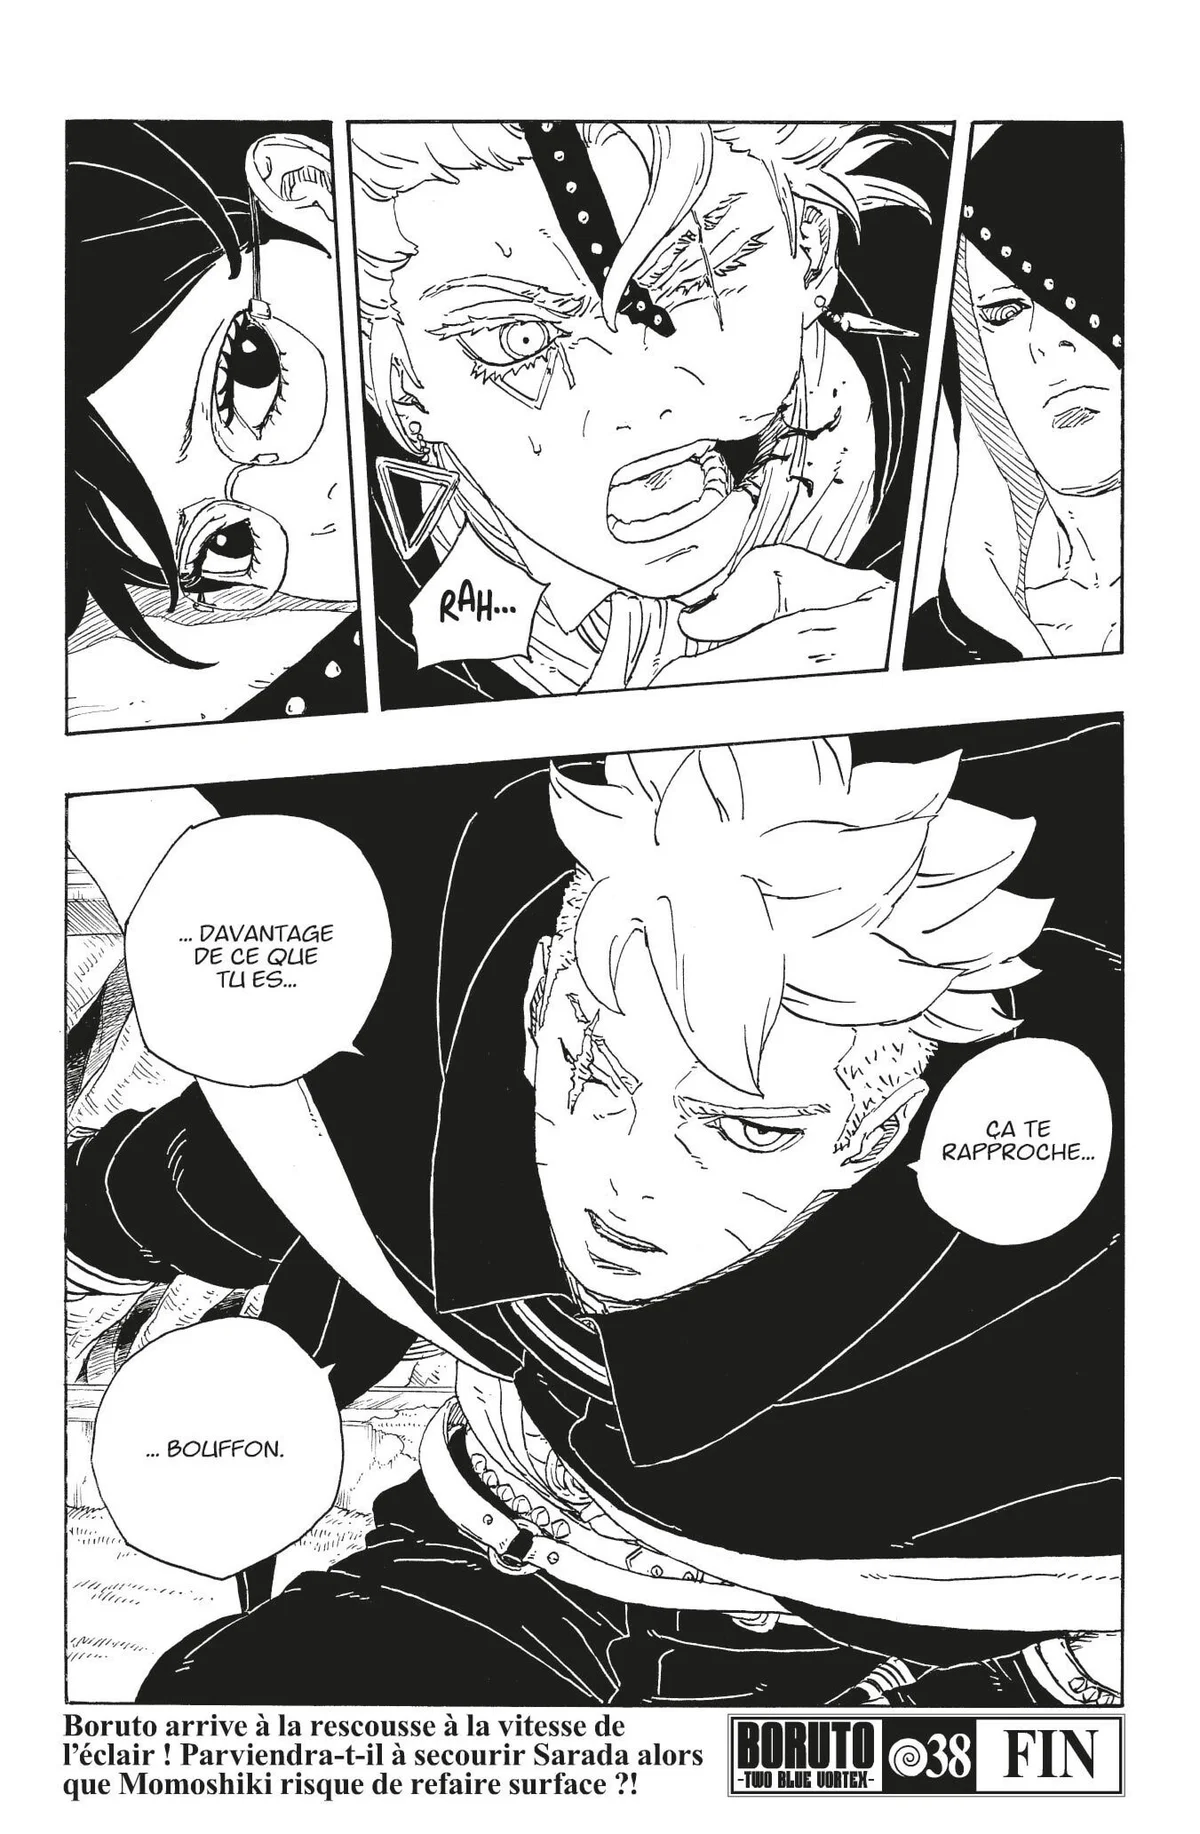 RAH...
ÇA TE
RAPPROCHE...
... DAVANTAGE
DE CE QUE
TU ES...
... BOUFFON.
Boruto arrive à la rescousse à la vitesse de
l'éclair ! Parviendra-t-il à secourir Sarada alors
que Momoshiki risque de refaire surface ?!
BORUTO
-TWO BLUE VORTEX-
38
FIN